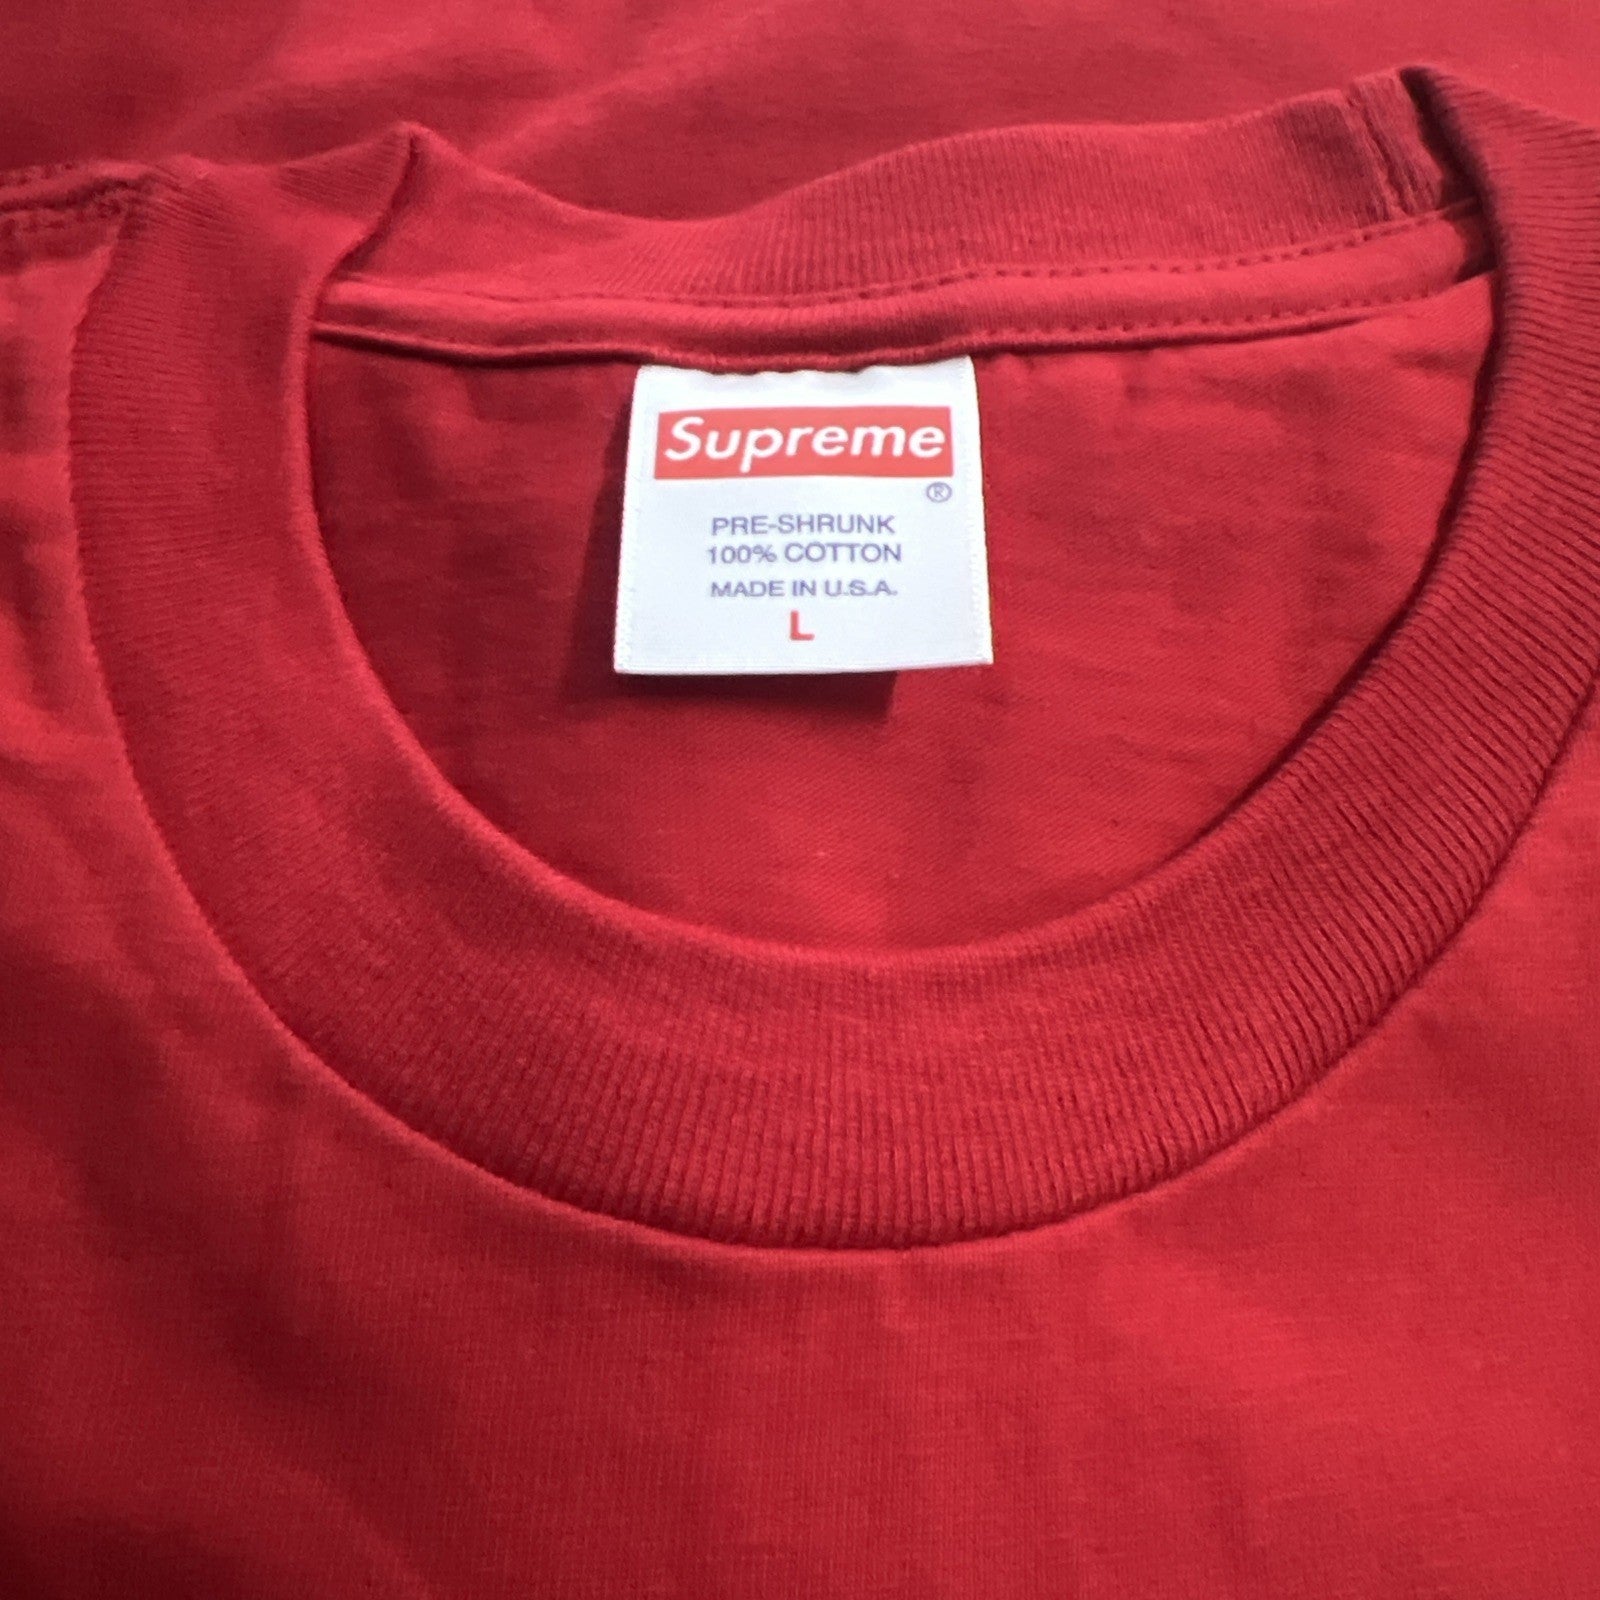 Supreme
®
PRE-SHRUNK
100% COTTON
MADE IN U.S.A.
L